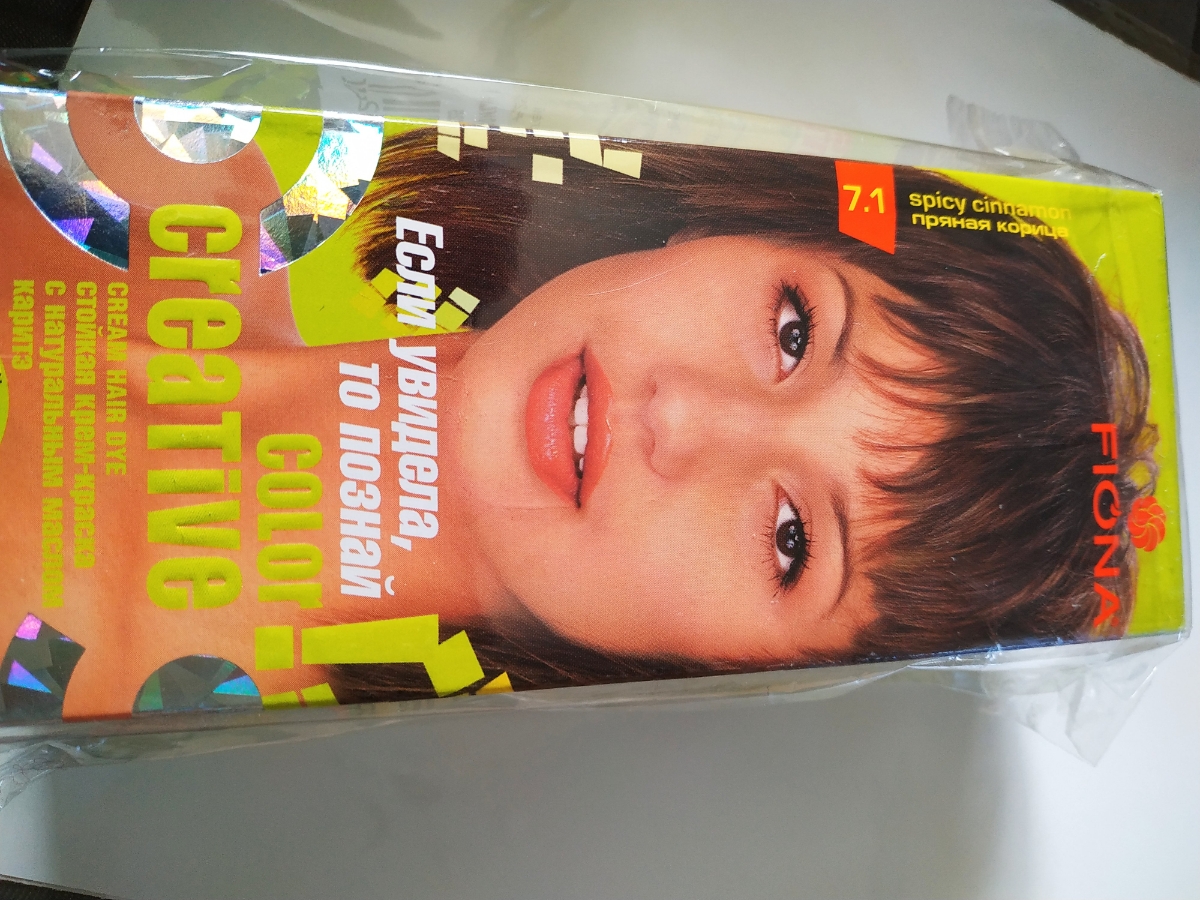 FIONA
7.1
spicy cinnamon
пряная корица
Если увидела,
то познай
COLOR
creative
CREAM HAIR DYE
стойкая крем-краска
с натуральным маслом
карите